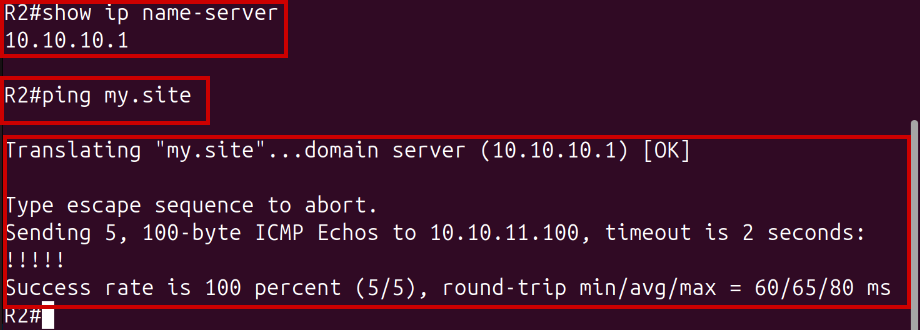 R2#show ip name-server
10.10.10.1
R2#ping my.site
Translating "my.site"...domain server (10.10.10.1) [OK]
Type escape sequence to abort.
Sending 5, 100-byte ICMP Echos to 10.10.11.100, timeout is 2 seconds:
!!!!!
Success rate is 100 percent (5/5), round-trip min/avg/max = 60/65/80 ms
R2#